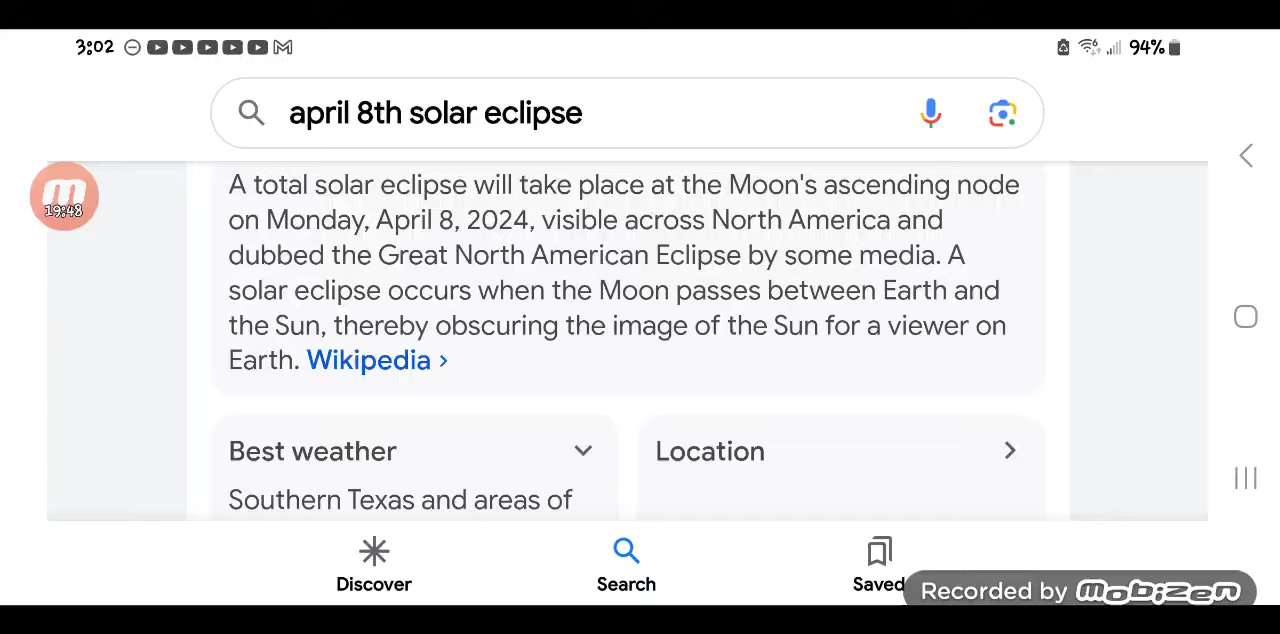 3:02 94%
april 8th solar eclipse
19:48
A total solar eclipse will take place at the Moon's ascending node
on Monday, April 8, 2024, visible across North America and
dubbed the Great North American Eclipse by some media. A
solar eclipse occurs when the Moon passes between Earth and
the Sun, thereby obscuring the image of the Sun for a viewer on
Earth. Wikipedia ›
Best weather
Location
Southern Texas and areas of
Discover
Search
Saved
Recorded by mobizen